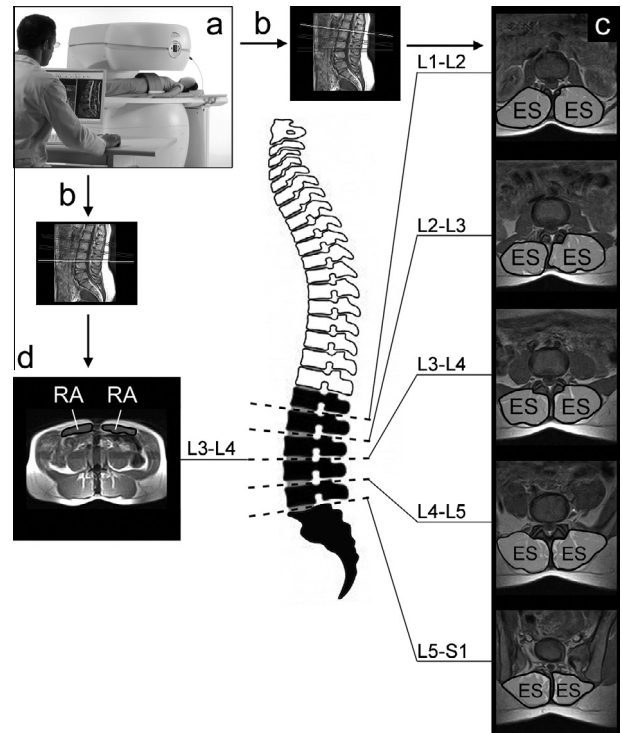 a
b
c
L1-L2
ES ES
b
L2-L3
ES ES
d
L3-L4
ES ES
RA RA
L3-L4
L4-L5
ES ES
L5-S1
ES ES